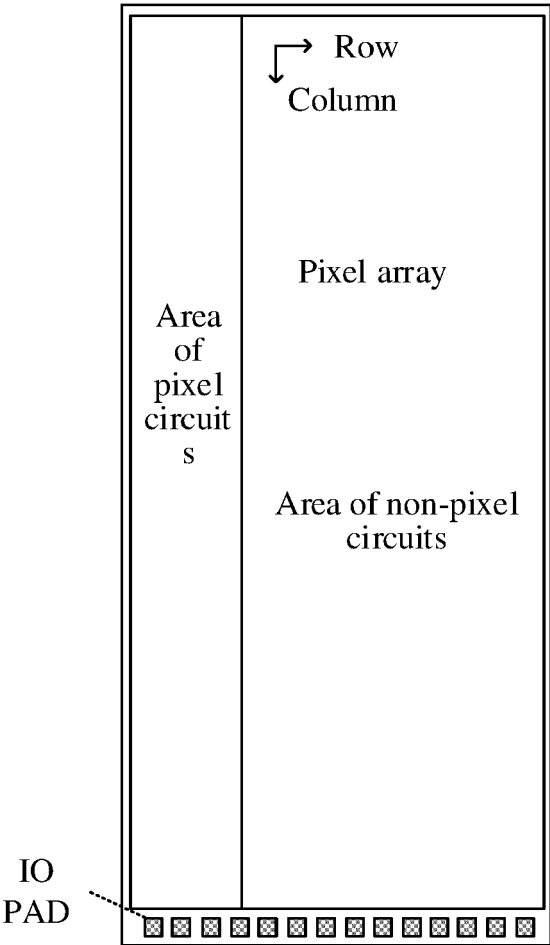 Row
Column
Pixel array
Area
of
pixel
circuit
s
Area of non-pixel
circuits
IO
PAD